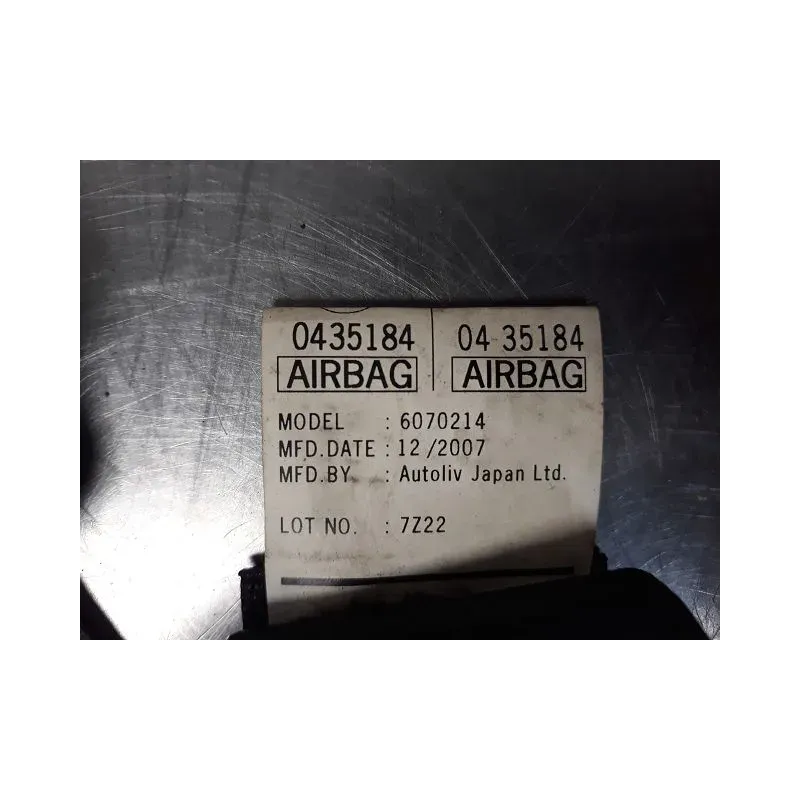 0435184 04 35184
AIRBAG AIRBAG
MODEL : 6070214
MFD.DATE : 12/2007
MFD.BY : Autoliv Japan Ltd.
LOT NO. : 7Z22